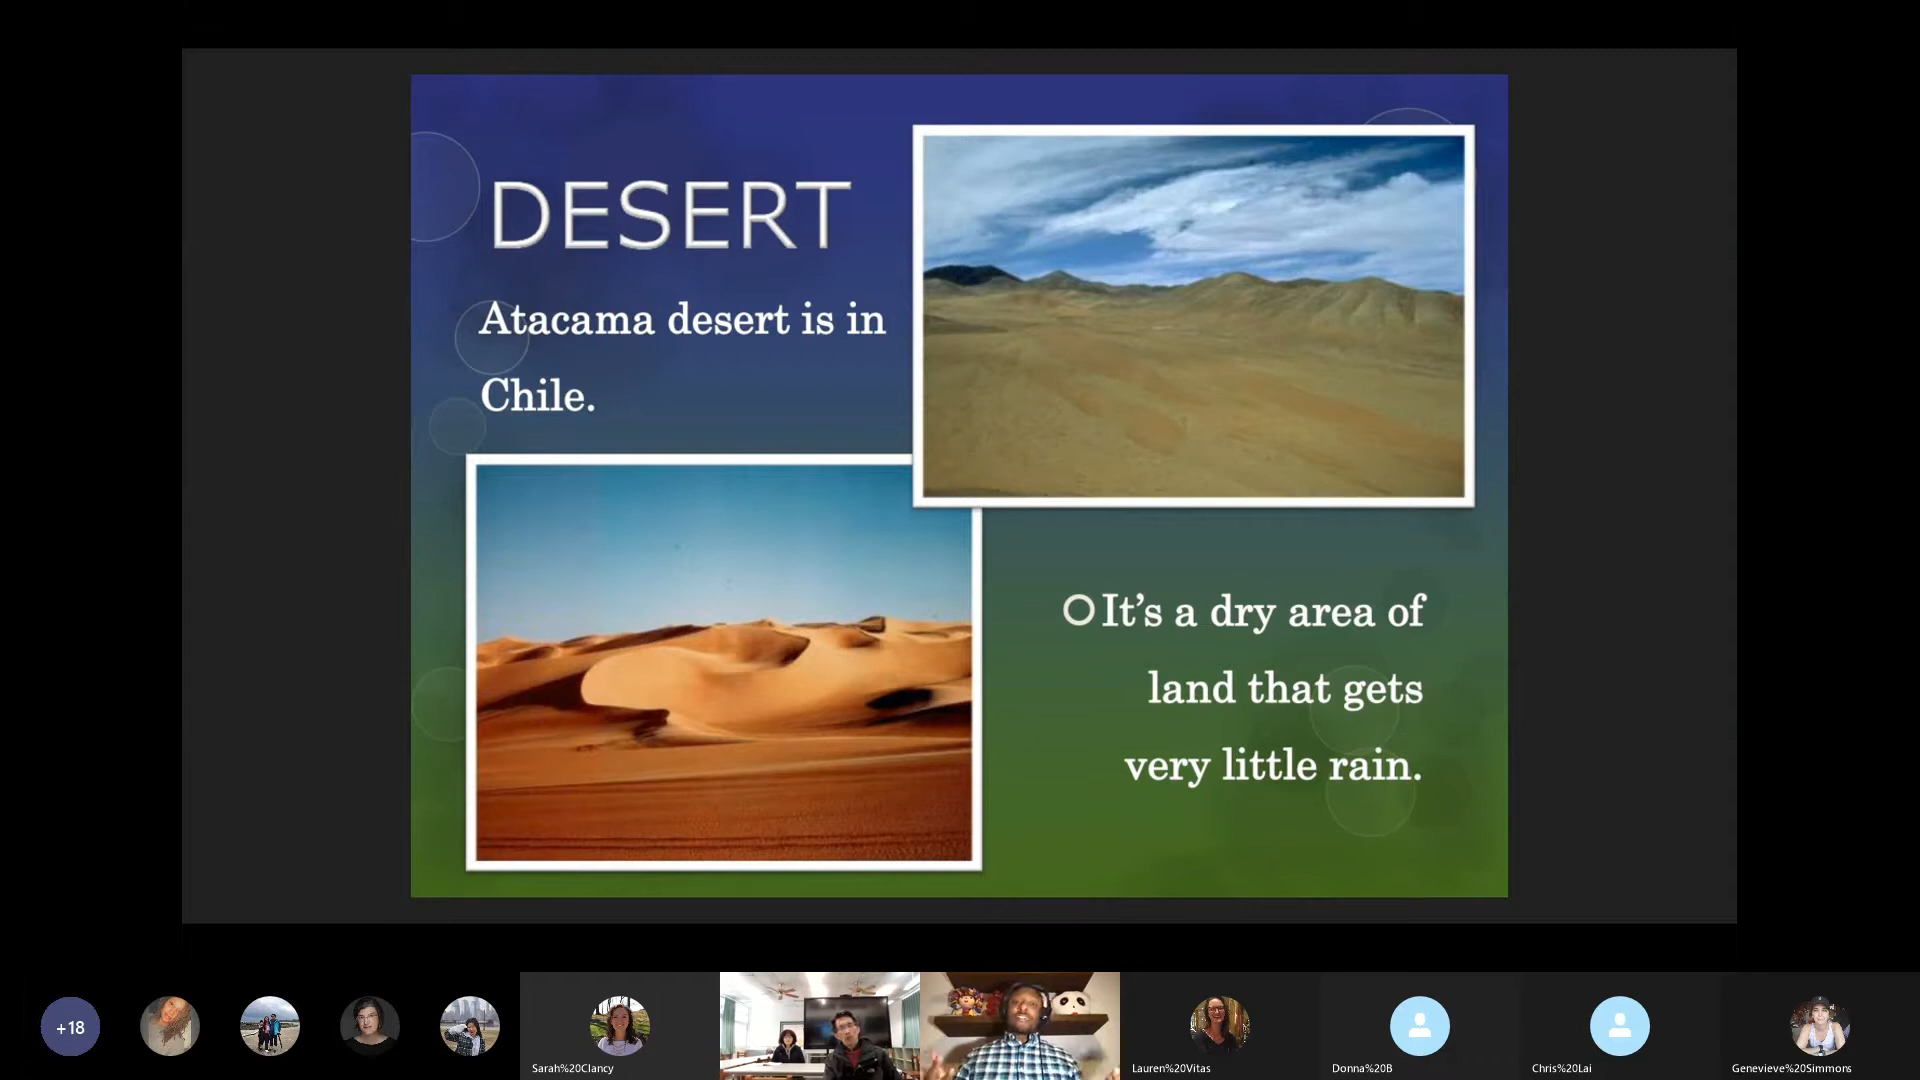 DESERT
Atacama desert is in
Chile.
It's a dry area of
land that gets
very little rain.
+18
Sarah%20Clancy
Lauren%20Vitas
Donna%20B
Chris%20Lai
Genevieve%20Simmons